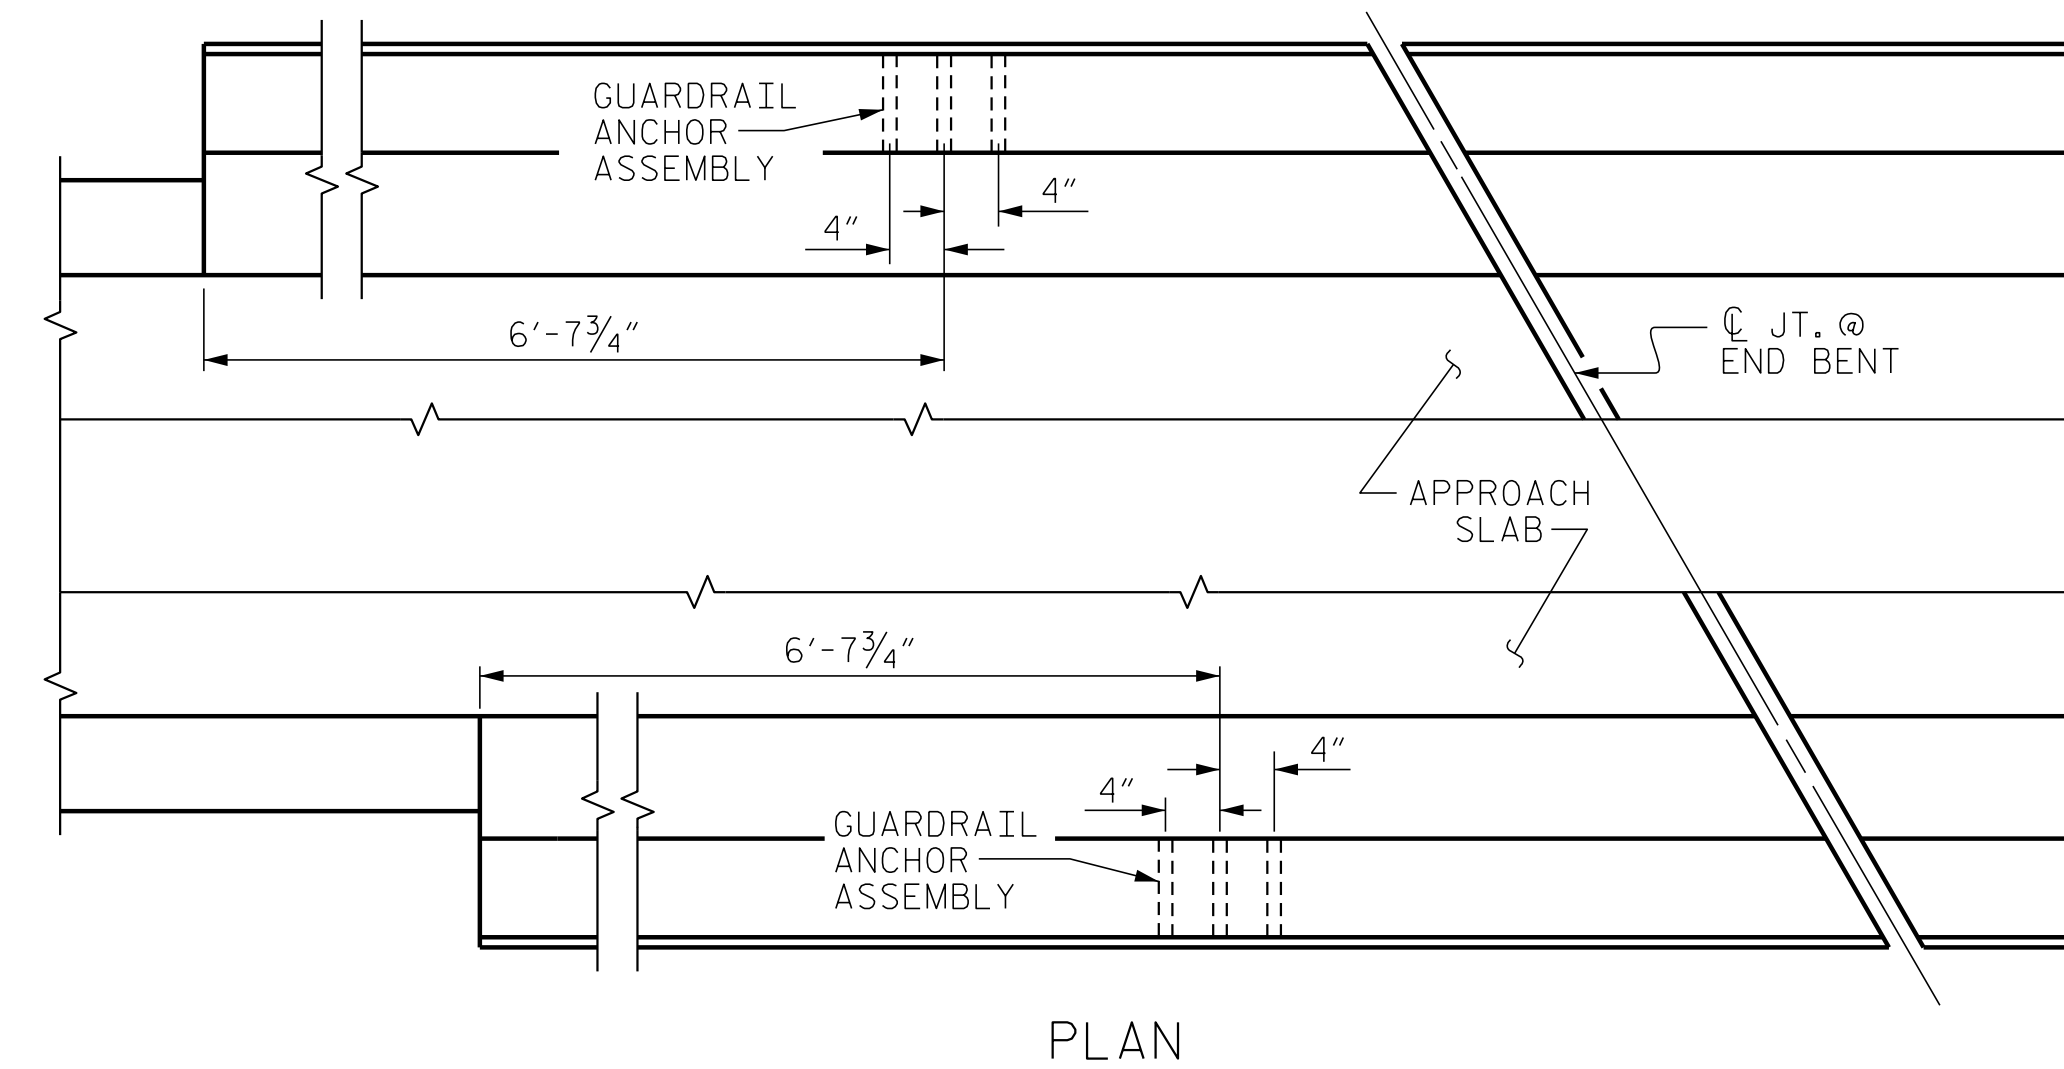 GUARDRAIL
ANCHOR
ASSEMBLY
4"
4"
6'-7¾"
℄ JT. @
END BENT
APPROACH
SLAB
6'-7¾"
4"
4"
GUARDRAIL
ANCHOR
ASSEMBLY
PLAN